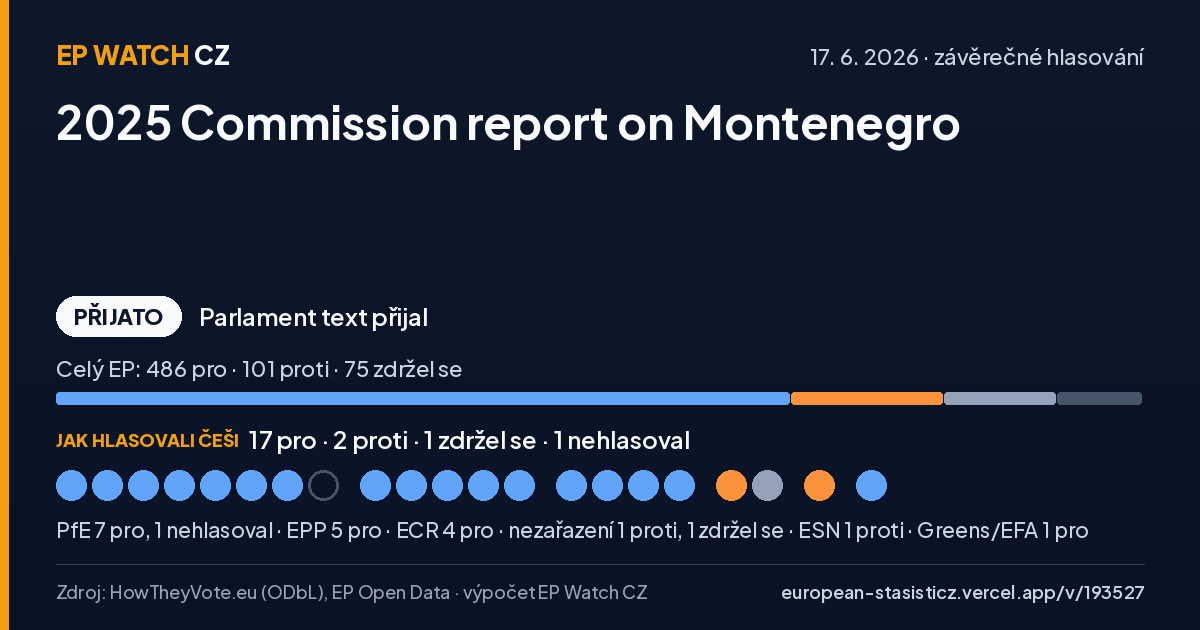 EP WATCH CZ
17. 6. 2026 · závěrečné hlasování
2025 Commission report on Montenegro
PŘIJATO Parlament text přijal
Celý EP: 486 pro · 101 proti · 75 zdržel se
JAK HLASOVALI ČEŠI 17 pro · 2 proti · 1 zdržel se · 1 nehlasoval
PfE 7 pro, 1 nehlasoval · EPP 5 pro · ECR 4 pro · nezařazení 1 proti, 1 zdržel se · ESN 1 proti · Greens/EFA 1 pro
Zdroj: HowTheyVote.eu (ODbL), EP Open Data · výpočet EP Watch CZ
european-stasisticz.vercel.app/v/193527